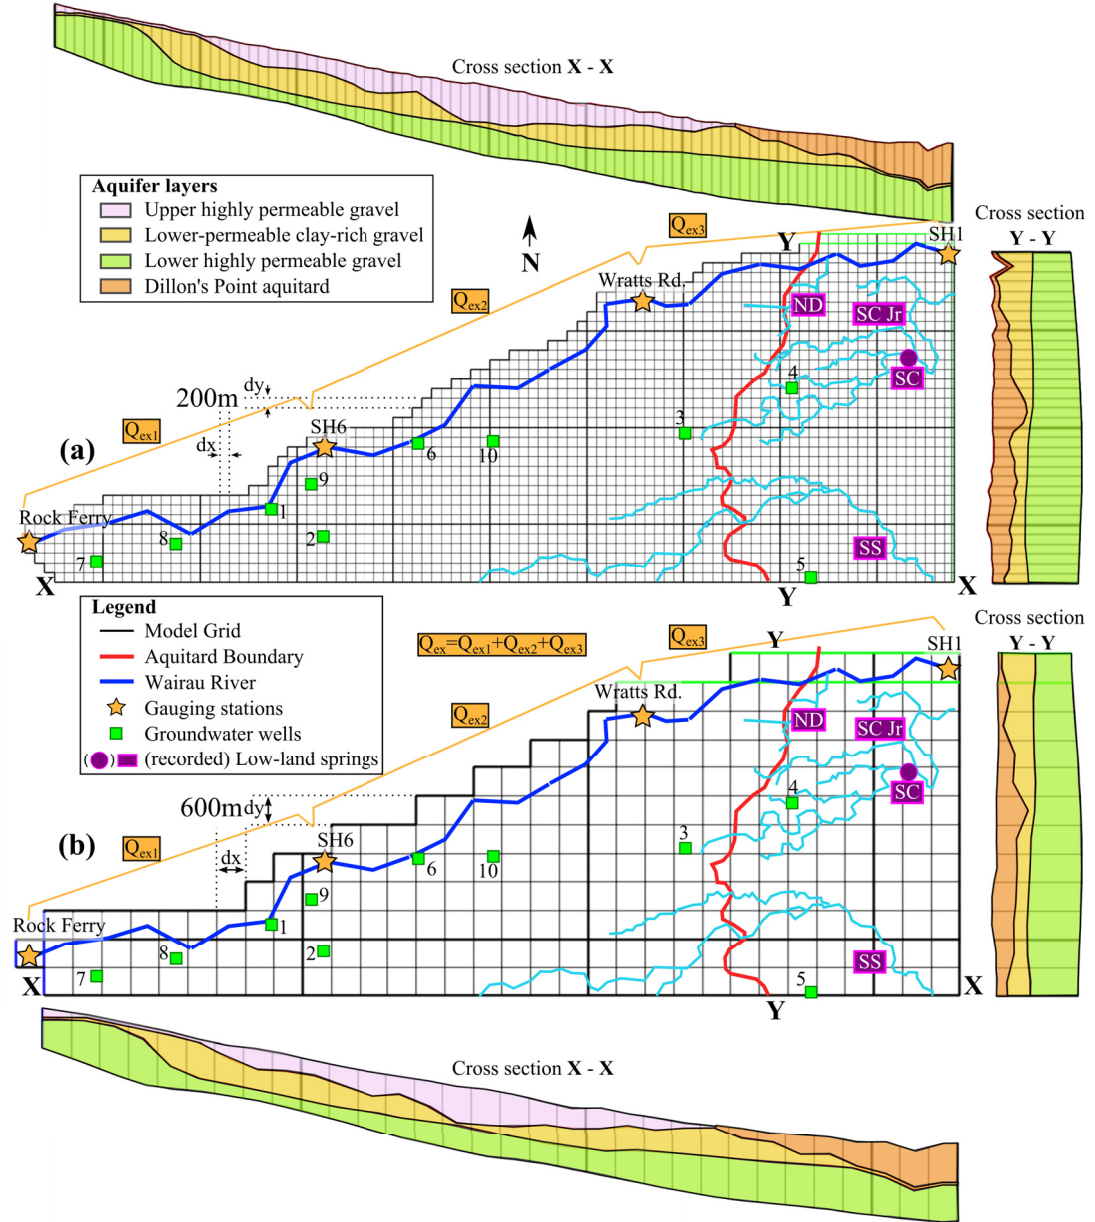 Cross section X - X
Aquifer layers
Upper highly permeable gravel
Lower-permeable clay-rich gravel
Lower highly permeable gravel
Dillon's Point aquitard
N
Cross section
Y - Y
Qex3
Y
SH1
Wratts Rd.
Qex2
ND
SC Jr
SC
4
dy
200m
Qex1
SH6
3
(a)
dx
6
10
9
1
Rock Ferry
8
2
7
SS
5
X
Y
X
Legend
Model Grid
Aquitard Boundary
Wairau River
Gauging stations
Groundwater wells
( ) (recorded) Low-land springs
Qex=Qex1+Qex2+Qex3
Cross section
Y - Y
Qex3
Y
SH1
Wratts Rd.
Qex2
ND
SC Jr
SC
4
600m
dy
Qex1
SH6
3
(b)
dx
6
10
9
1
Rock Ferry
8
2
7
SS
5
X
X
Y
Cross section X - X